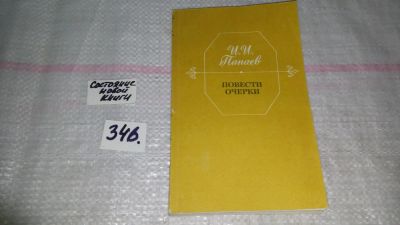 Состояние
новой
книги
346.
И.И.
Панаев
ПОВЕСТИ
ОЧЕРКИ